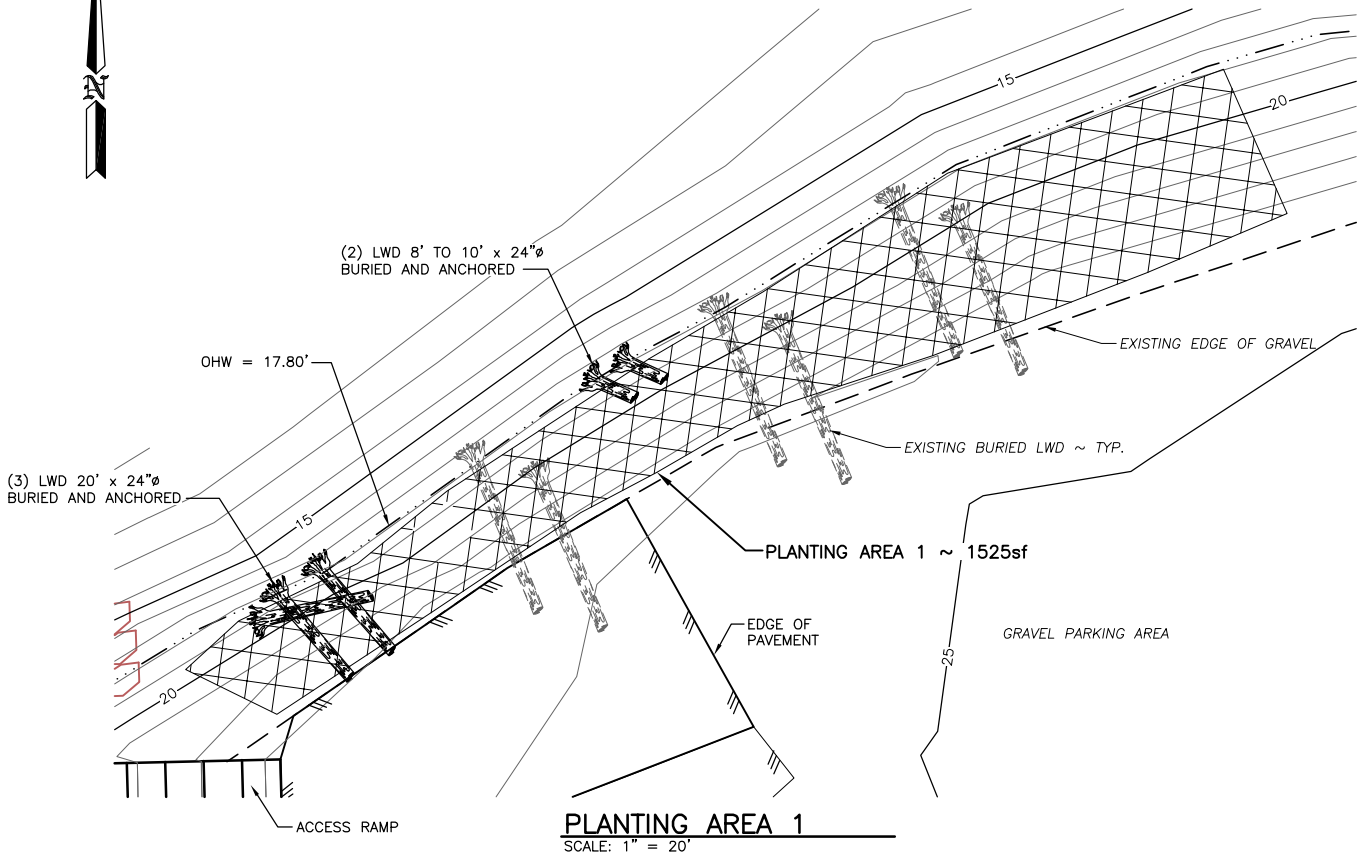 N
15
20
(2) LWD 8' TO 10' x 24"ø
BURIED AND ANCHORED
OHW = 17.80'
EXISTING EDGE OF GRAVEL
EXISTING BURIED LWD ~ TYP.
(3) LWD 20' x 24"ø
BURIED AND ANCHORED
15
PLANTING AREA 1 ~ 1525sf
EDGE OF
PAVEMENT
GRAVEL PARKING AREA
25
20
ACCESS RAMP
PLANTING AREA 1
SCALE: 1" = 20'